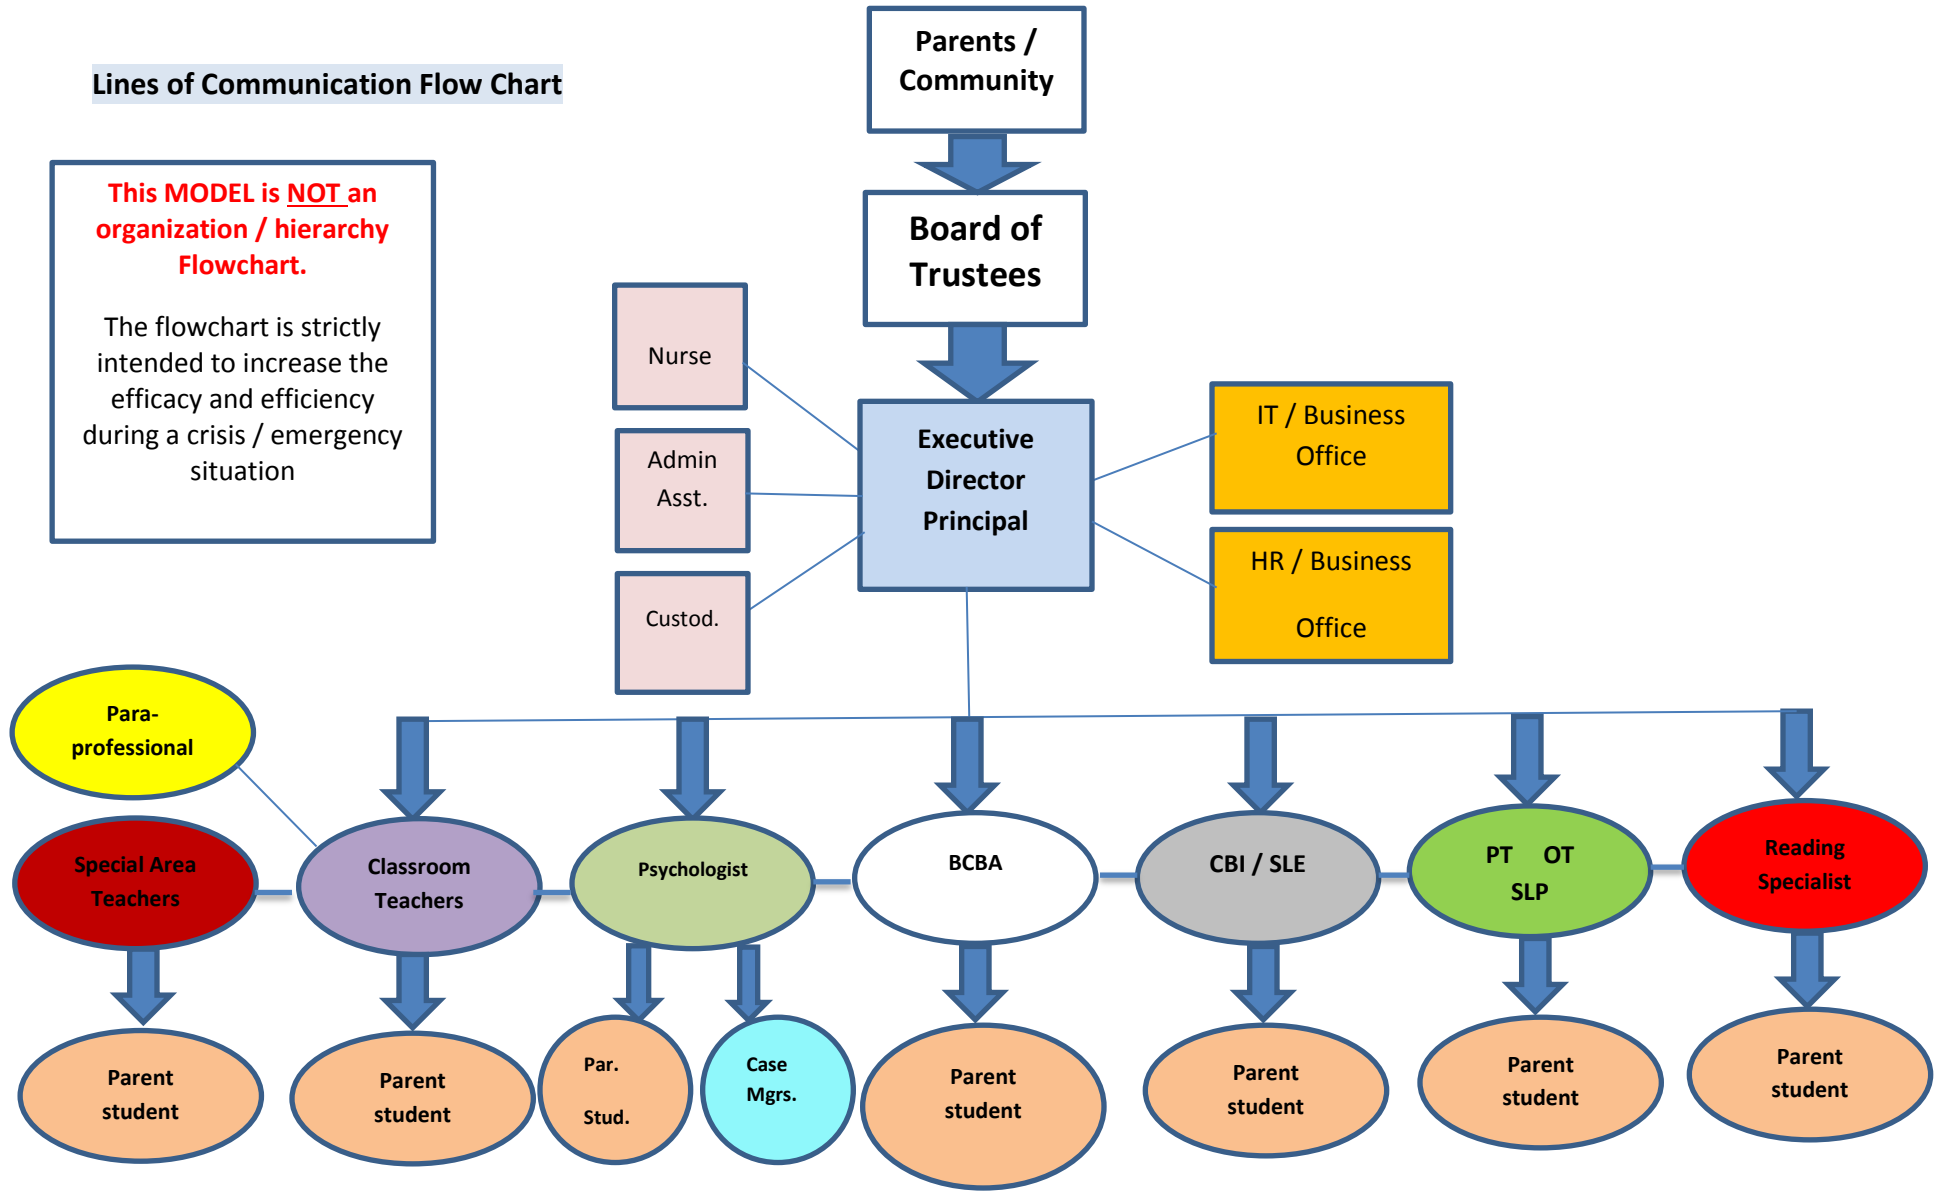 Parents /
Community
Lines of Communication Flow Chart
This MODEL is NOT an
organization / hierarchy
Flowchart.
The flowchart is strictly
intended to increase the
efficacy and efficiency
during a crisis / emergency
situation
Board of
Trustees
Nurse
Admin
Asst.
Custod.
Executive
Director
Principal
IT / Business
Office
HR / Business
Office
Para-
professional
Special Area
Teachers
Classroom
Teachers
Psychologist
BCBA
CBI / SLE
PT OT
SLP
Reading
Specialist
Parent
student
Parent
student
Par.
Stud.
Case
Mgrs.
Parent
student
Parent
student
Parent
student
Parent
student